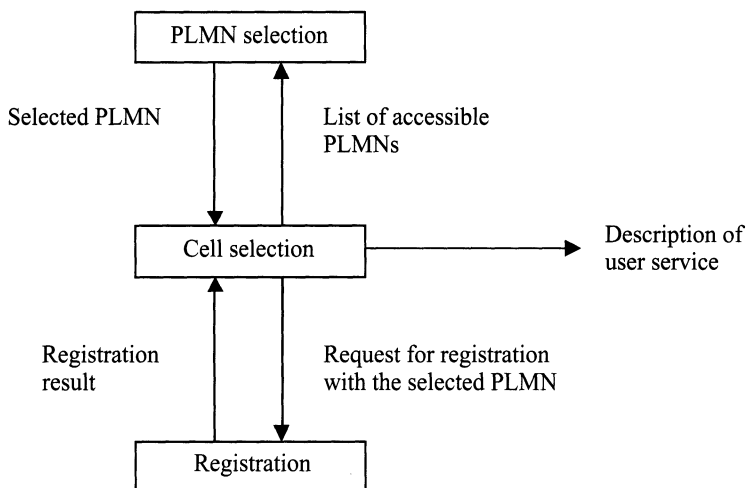 PLMN selection
Selected PLMN
List of accessible
PLMNs
Cell selection
Description of
user service
Registration
result
Request for registration
with the selected PLMN
Registration